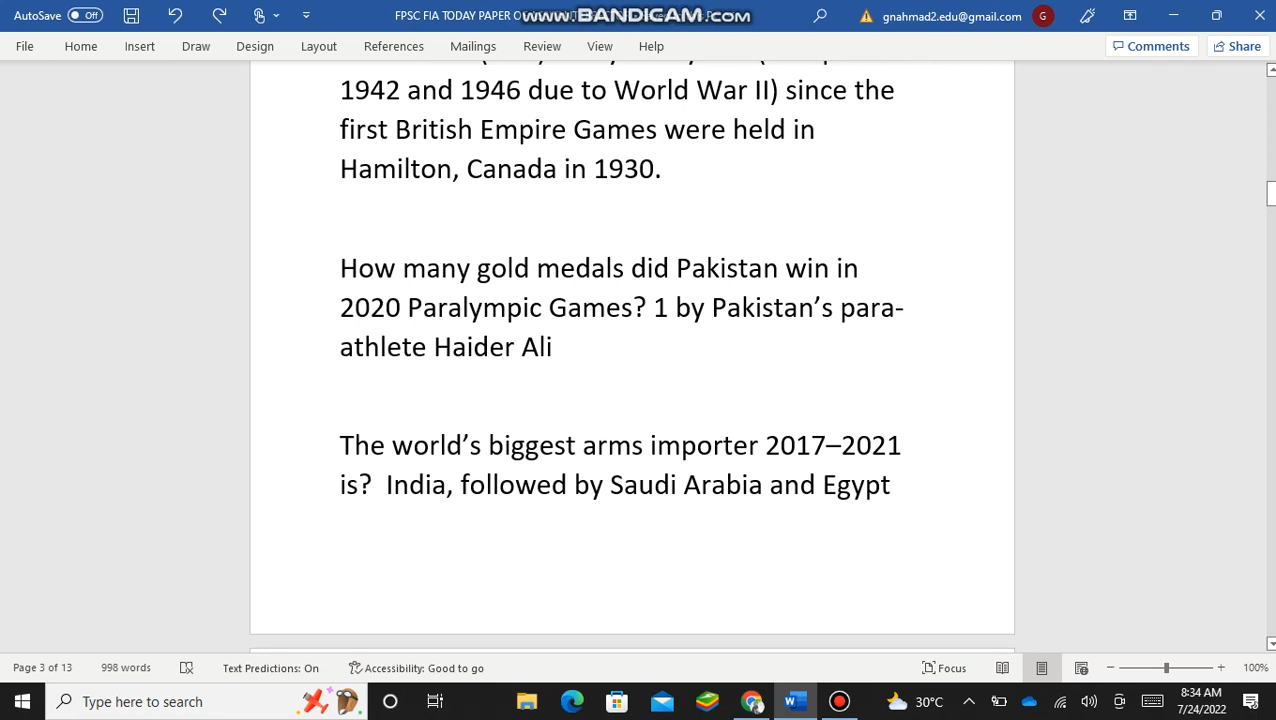 AutoSave Off
FPSC FIA TODAY PAPER O
www.BANDICAM.com
gnahmad2.edu@gmail.com
G
File Home Insert Draw Design Layout References Mailings Review View Help
Comments Share
1942 and 1946 due to World War II) since the
first British Empire Games were held in
Hamilton, Canada in 1930.
How many gold medals did Pakistan win in
2020 Paralympic Games? 1 by Pakistan’s para-
athlete Haider Ali
The world’s biggest arms importer 2017–2021
is?  India, followed by Saudi Arabia and Egypt
Page 3 of 13 998 words Text Predictions: On Accessibility: Good to go Focus 100%
Type here to search
30°C
8:34 AM
7/24/2022